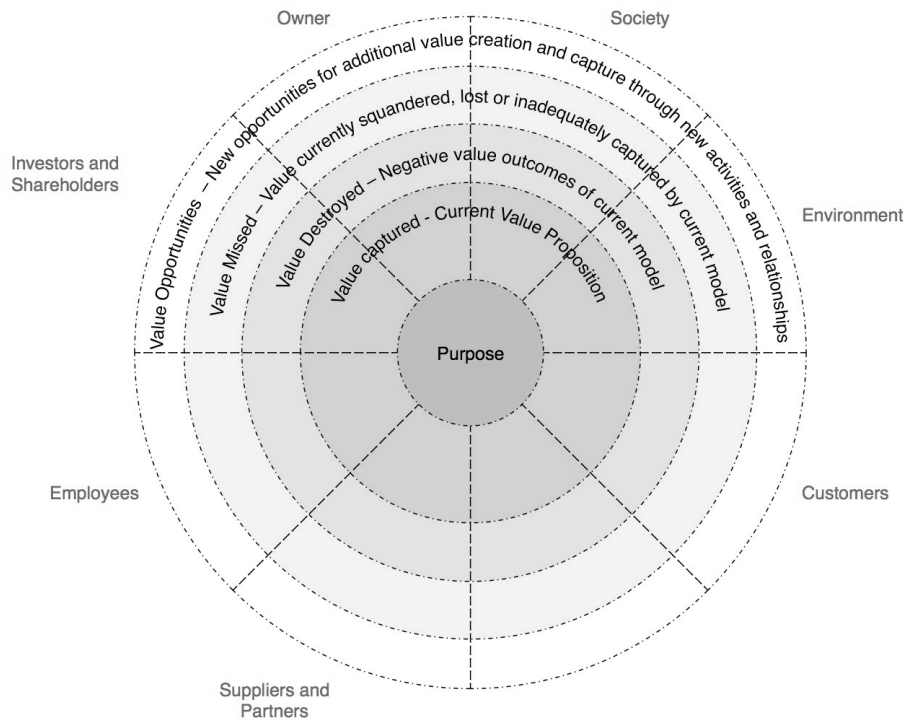 Owner
Society
Value Opportunities – New opportunities for additional value creation and capture through new activities and relationships
Value Missed – Value currently squandered, lost or inadequately captured by current model
Value Destroyed – Negative value outcomes of current model
Value captured - Current Value Proposition
Investors and
Shareholders
Environment
Purpose
Employees
Customers
Suppliers and
Partners